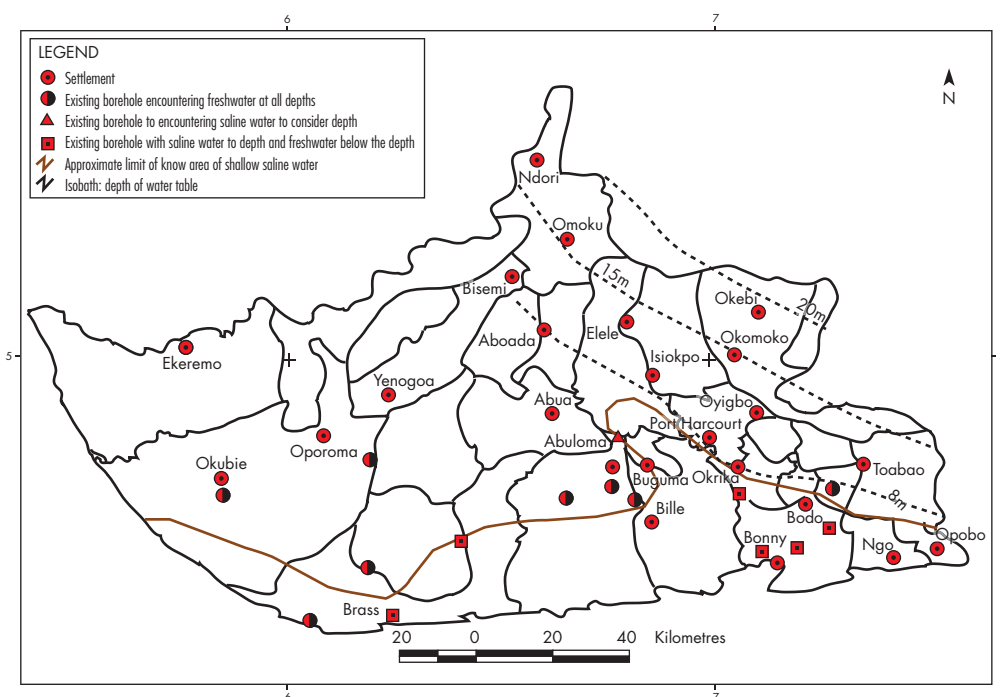 6
7
LEGEND
Settlement
Existing borehole encountering freshwater at all depths
Existing borehole to encountering saline water to consider depth
Existing borehole with saline water to depth and freshwater below the depth
Approximate limit of know area of shallow saline water
Isobath: depth of water table
N
Ndori
Omoku
15m
Bisemi
Okebi
20m
Aboada
Elele
Okomoko
5
Ekeremo
Isiokpo
5
Yenogoa
Abua
Oyigbo
Port Harcourt
Oporoma
Abuloma
Okubie
Buguma
Okrika
Toabao
8m
Bille
Bodo
Bonny
Ngo
Opobo
Brass
20 0 20 40 Kilometres
6
7